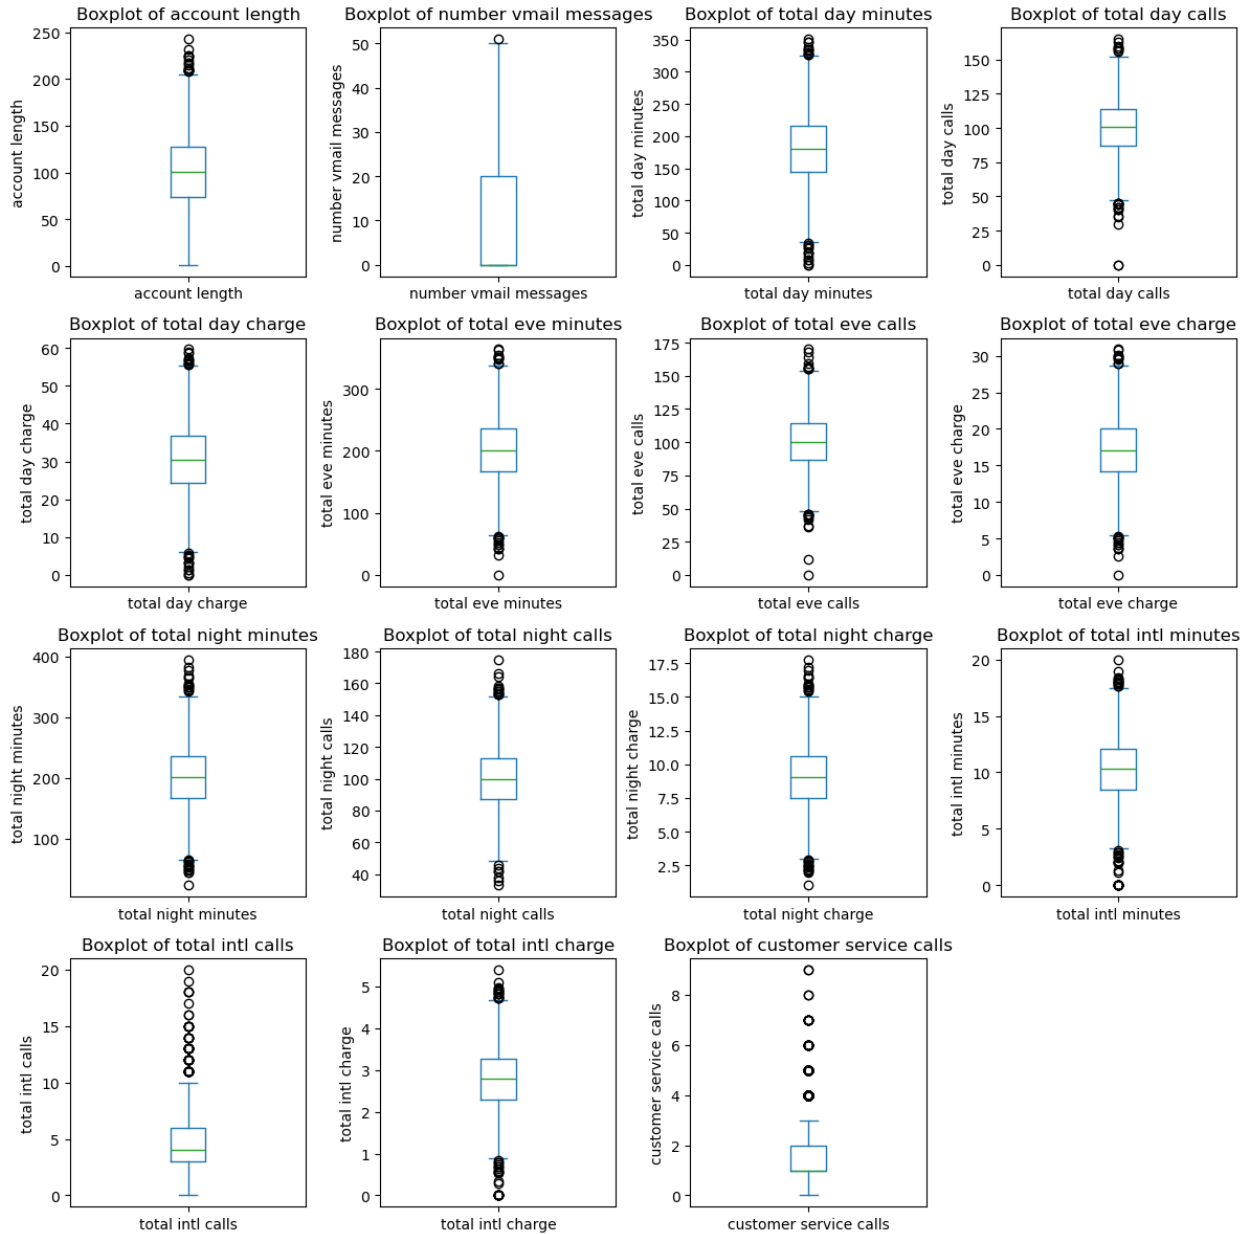 Boxplot of account length
250
200
150
100
50
0
account length
account length
Boxplot of number vmail messages
50
40
30
20
10
0
number vmail messages
number vmail messages
Boxplot of total day minutes
350
300
250
200
150
100
50
0
total day minutes
total day minutes
Boxplot of total day calls
150
125
100
75
50
25
0
total day calls
total day calls
Boxplot of total day charge
60
50
40
30
20
10
0
total day charge
total day charge
Boxplot of total eve minutes
300
200
100
0
total eve minutes
total eve minutes
Boxplot of total eve calls
175
150
125
100
75
50
25
0
total eve calls
total eve calls
Boxplot of total eve charge
30
25
20
15
10
5
0
total eve charge
total eve charge
Boxplot of total night minutes
400
300
200
100
total night minutes
total night minutes
Boxplot of total night calls
180
160
140
120
100
80
60
40
total night calls
total night calls
Boxplot of total night charge
17.5
15.0
12.5
10.0
7.5
5.0
2.5
total night charge
total night charge
Boxplot of total intl minutes
20
15
10
5
0
total intl minutes
total intl minutes
Boxplot of total intl calls
20
15
10
5
0
total intl calls
total intl calls
Boxplot of total intl charge
5
4
3
2
1
0
total intl charge
total intl charge
Boxplot of customer service calls
8
6
4
2
0
customer service calls
customer service calls